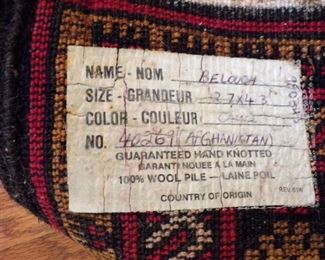 NAME - NOM BELOUCH
SIZE - GRANDEUR 2'7 X 4'3"
COLOR - COULEUR
NO. 40269 (AFGHANISTAN)
GUARANTEED HAND KNOTTED
GARANTI NOUEE A LA MAIN
100% WOOL PILE — LAINE POIL
COUNTRY OF ORIGIN